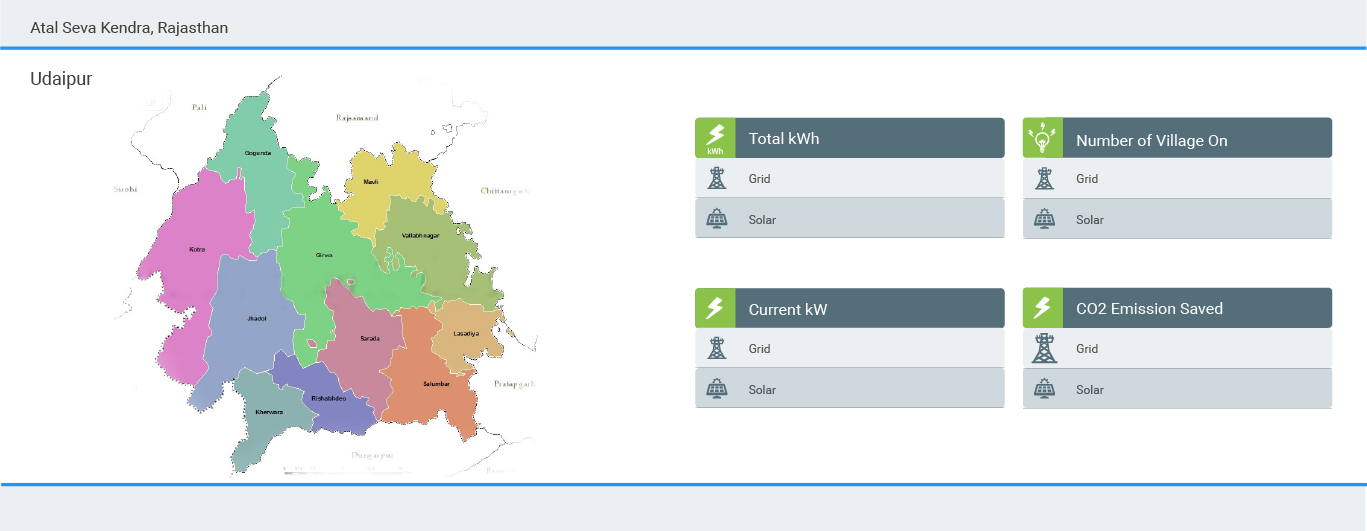 Atal Seva Kendra, Rajasthan
Udaipur
Pali
Rajsamand
Gogunda
Mavli
Sirohi
Chittaurgarh
Vallabhnagar
Kotra
Girwa
Jhadol
Sarada
Lasadiya
Salumbar
Pratapgarh
Rishabhdeo
Kherwara
Dungarpur
kWh
Total kWh
Grid
Solar
Number of Village On
Grid
Solar
Current kW
Grid
Solar
CO2 Emission Saved
Grid
Solar